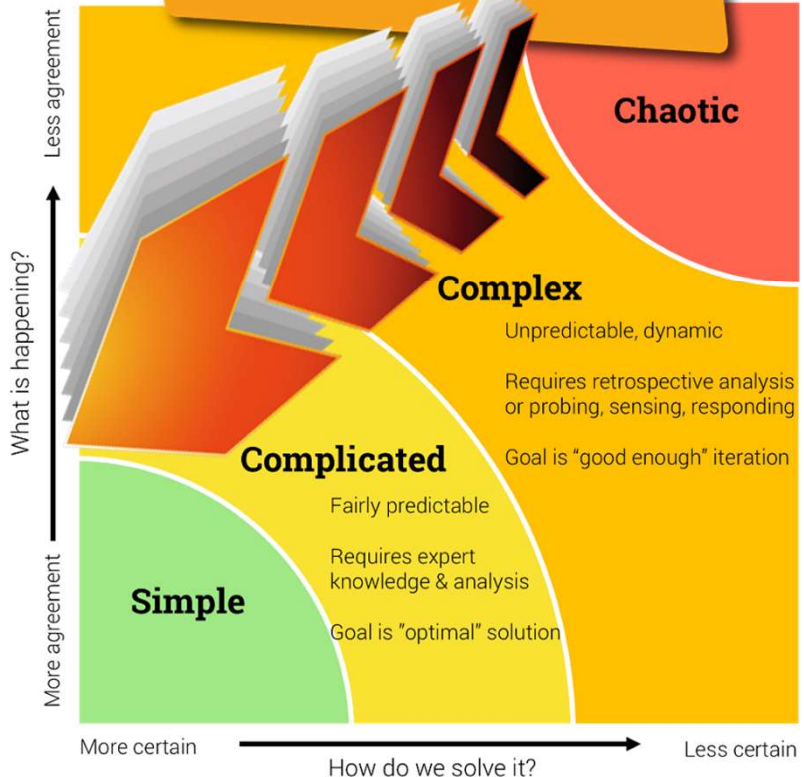 Less agreement
Chaotic
What is happening?
Complex
Unpredictable, dynamic
Requires retrospective analysis
or probing, sensing, responding
Goal is “good enough” iteration
Complicated
Fairly predictable
Requires expert
knowledge & analysis
Goal is ”optimal” solution
Simple
More agreement
More certain
How do we solve it?
Less certain